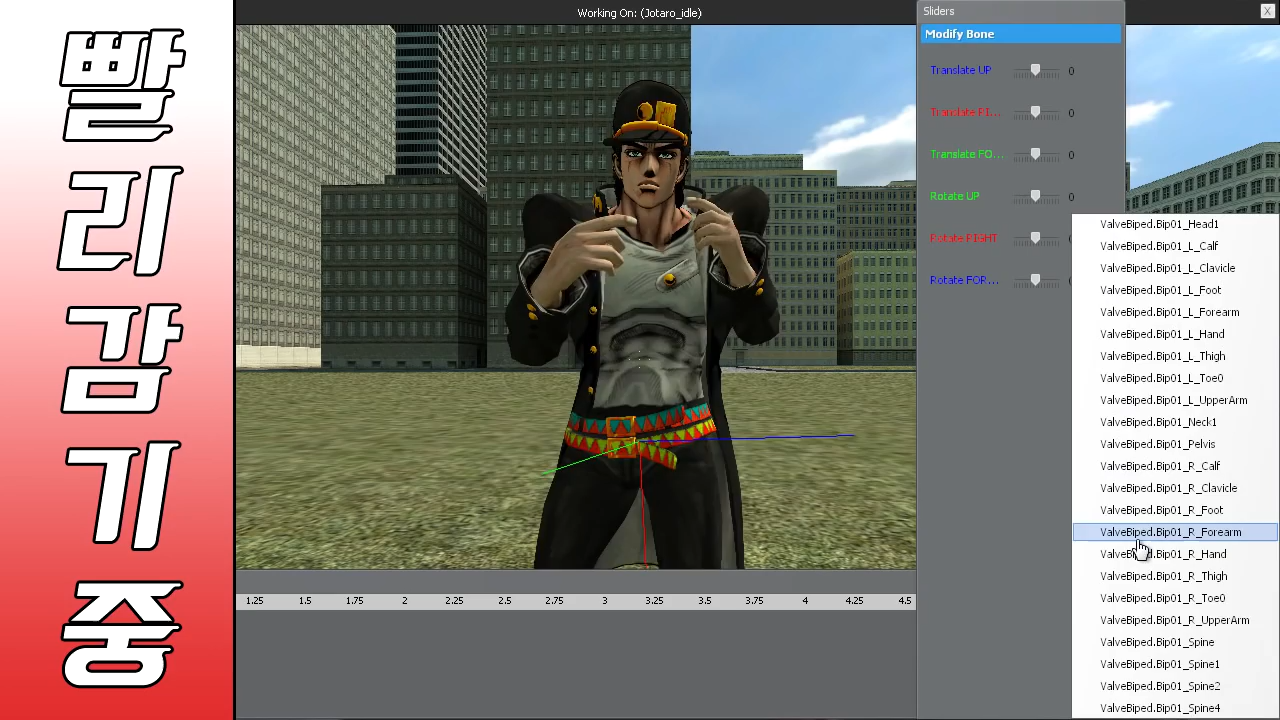 빨
리
감
기
중
Working On: (Jotaro_idle)
Sliders
X
Modify Bone
Translate UP 0
Translate RI... 0
Translate FO... 0
Rotate UP 0
Rotate RIGHT
Rotate FOR...
ValveBiped.Bip01_Head1
ValveBiped.Bip01_L_Calf
ValveBiped.Bip01_L_Clavicle
ValveBiped.Bip01_L_Foot
ValveBiped.Bip01_L_Forearm
ValveBiped.Bip01_L_Hand
ValveBiped.Bip01_L_Thigh
ValveBiped.Bip01_L_Toe0
ValveBiped.Bip01_L_UpperArm
ValveBiped.Bip01_Neck1
ValveBiped.Bip01_Pelvis
ValveBiped.Bip01_R_Calf
ValveBiped.Bip01_R_Clavicle
ValveBiped.Bip01_R_Foot
ValveBiped.Bip01_R_Forearm
ValveBiped.Bip01_R_Hand
ValveBiped.Bip01_R_Thigh
ValveBiped.Bip01_R_Toe0
ValveBiped.Bip01_R_UpperArm
ValveBiped.Bip01_Spine
ValveBiped.Bip01_Spine1
ValveBiped.Bip01_Spine2
ValveBiped.Bip01_Spine4
1.25 1.5 1.75 2 2.25 2.5 2.75 3 3.25 3.5 3.75 4 4.25 4.5